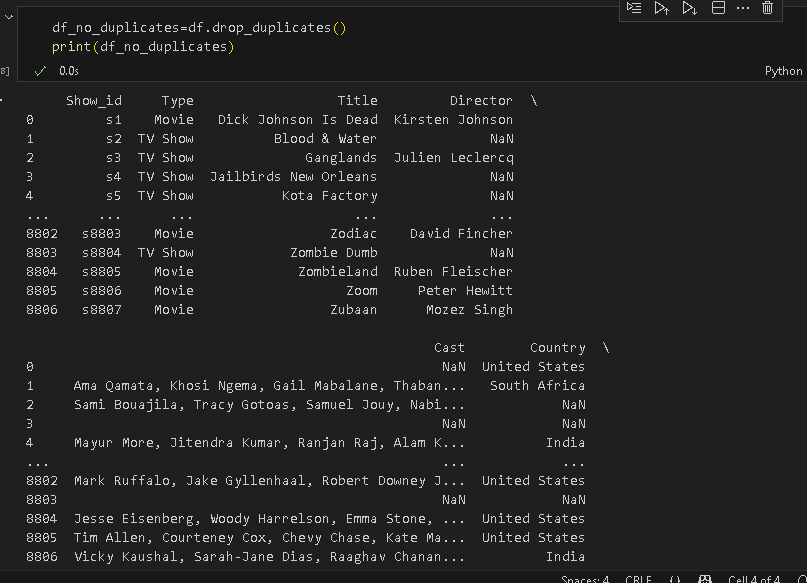 df_no_duplicates=df.drop_duplicates()
print(df_no_duplicates)
8]
0.0s
Python
Show_id Type Title Director \
0 s1 Movie Dick Johnson Is Dead Kirsten Johnson
1 s2 TV Show Blood & Water NaN
2 s3 TV Show Ganglands Julien Leclercq
3 s4 TV Show Jailbirds New Orleans NaN
4 s5 TV Show Kota Factory NaN
... ... ... ... ...
8802 s8803 Movie Zodiac David Fincher
8803 s8804 TV Show Zombie Dumb NaN
8804 s8805 Movie Zombieland Ruben Fleischer
8805 s8806 Movie Zoom Peter Hewitt
8806 s8807 Movie Zubaan Mozez Singh
Cast Country \
0 NaN United States
1 Ama Qamata, Khosi Ngema, Gail Mabalane, Thaban... South Africa
2 Sami Bouajila, Tracy Gotoas, Samuel Jouy, Nabi... NaN
3 NaN NaN
4 Mayur More, Jitendra Kumar, Ranjan Raj, Alam K... India
... ... ...
8802 Mark Ruffalo, Jake Gyllenhaal, Robert Downey J... United States
8803 NaN NaN
8804 Jesse Eisenberg, Woody Harrelson, Emma Stone, ... United States
8805 Tim Allen, Courteney Cox, Chevy Chase, Kate Ma... United States
8806 Vicky Kaushal, Sarah-Jane Dias, Raaghav Chanan... India
Spaces: 4 CRLF {} Cell 4 of 4